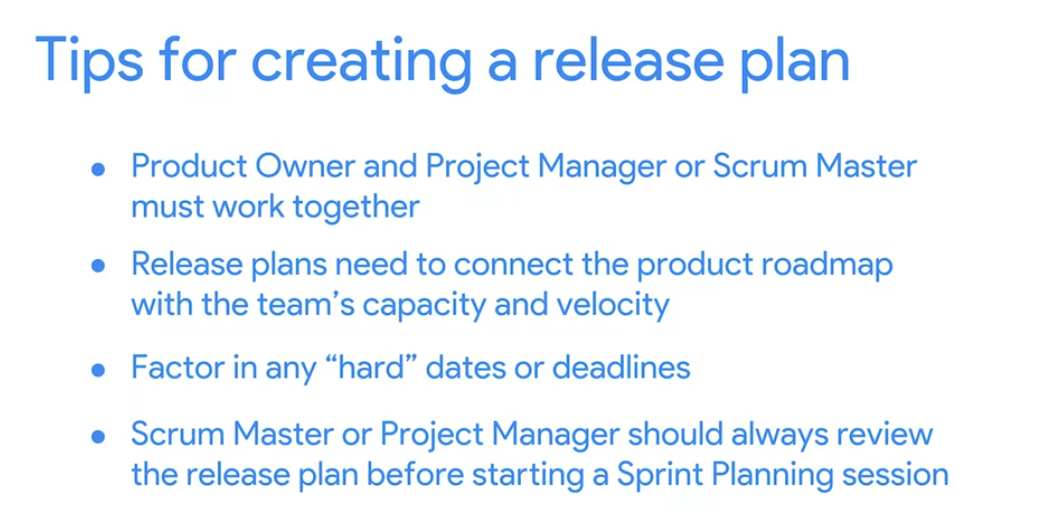 Tips for creating a release plan
● Product Owner and Project Manager or Scrum Master
must work together
● Release plans need to connect the product roadmap
with the team’s capacity and velocity
● Factor in any “hard” dates or deadlines
● Scrum Master or Project Manager should always review
the release plan before starting a Sprint Planning session